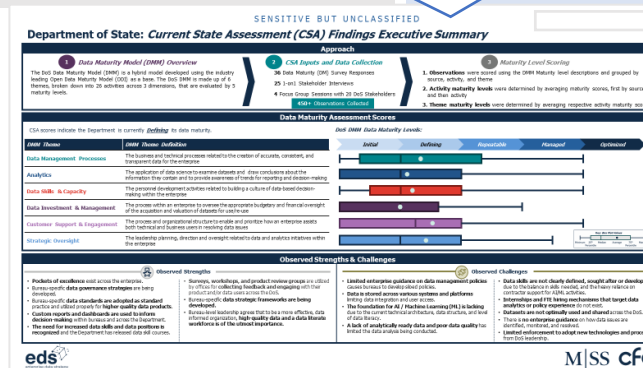 SENSITIVE BUT UNCLASSIFIED
Department of State: Current State Assessment (CSA) Findings Executive Summary
Approach
1 Data Maturity Model (DMM) Overview
The DoS Data Maturity Model (DMM) is a hybrid model developed using the industry
leading Open Data Maturity Model (ODI) as a base. The DoS DMM is made up of 6
themes, broken down into 26 activities across 3 dimensions, that are evaluated by 5
maturity levels.
2 CSA Inputs and Data Collection
36 Data Maturity (DM) Survey Responses
25 1-on1 Stakeholder Interviews
4 Focus Group Sessions with 20 DoS Stakeholders
450+ Observations Collected
3 Maturity Level Scoring
1. Observations were scored using the DMM Maturity level descriptions and grouped by
source, activity, and theme
2. Activity maturity levels were determined by averaging maturity scores, first by source
and then activity
3. Theme maturity levels were determined by averaging respective activity maturity
Data Maturity Assessment Scores
CSA scores indicate the Department is currently Defining its data maturity.
DoS DMM Data Maturity Levels:
DMM Theme
DMM Theme Definition
Initial
Defining
Repeatable
Managed
Optimized
Data Management Processes
The business and technical processes related to the creation of accurate, consistent, and
transparent data for the enterprise
Analytics
The application of data science to examine datasets and draw conclusions about the
information they contain and to provide awareness of trends for reporting and decision-making
Data Skills & Capacity
The personnel development activities related to building a culture of data-based decision-
making within the enterprise
Data Investment & Management
The process within an enterprise to oversee the appropriate budgetary and financial oversight
of the acquisition and valuation of datasets for use/re-use
Customer Support & Engagement
The process and organizational structure to enable and prioritize how an enterprise assists
both technical and business users in resolving data issues
Strategic Oversight
The leadership planning, direction and oversight related to data and analytics initiatives within
the enterprise
Observed Strengths & Challenges
Observed Strengths
• Pockets of excellence exist across the enterprise.
• Bureau-specific data governance strategies are being
developed.
• Bureau-specific data standards are adopted as standard
practice and utilized properly for higher quality data products.
• Custom reports and dashboards are used to inform
decision-making within bureaus and across the Department.
• The need for increased data skills and data positions is
recognized and the Department has released data skill courses.
• Surveys, workshops, and product review groups are utilized
by offices for collecting feedback and engaging with their
product and/or data users across the DoS.
• Bureau-specific data strategic frameworks are being
developed.
• Bureau-level leadership agrees that to be a more effective, data
informed organization, high quality data and a data literate
workforce is of the utmost importance.
Observed Challenges
• Limited enterprise guidance on data management policies
causes bureaus to develop siloed policies.
• Data is stored across various systems and platforms
limiting data integration and user access.
• The foundation for AI / Machine Learning (ML) is lacking
due to the current technical architecture, data structure, and level
of data literacy.
• A lack of analytically ready data and poor data quality has
limited the data analysis being conducted.
• Data skills are not clearly defined, sought after or
due to the balance in skills needed, and the heavy reliance on
contractor support for AI/ML activities.
• Internships and FTE hiring mechanisms that target data
analytics or policy experience do not exist.
• Datasets are not optimally used and shared across the DoS.
• There is no enterprise guidance on how data issues are
identified, monitored, and resolved.
• Limited enforcement to adopt new technologies and
from DoS leadership.
eds
M|SS